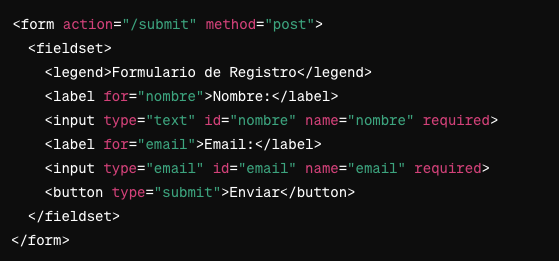 <form action="/submit" method="post">
  <fieldset>
    <legend>Formulario de Registro</legend>
    <label for="nombre">Nombre:</label>
    <input type="text" id="nombre" name="nombre" required>
    <label for="email">Email:</label>
    <input type="email" id="email" name="email" required>
    <button type="submit">Enviar</button>
  </fieldset>
</form>